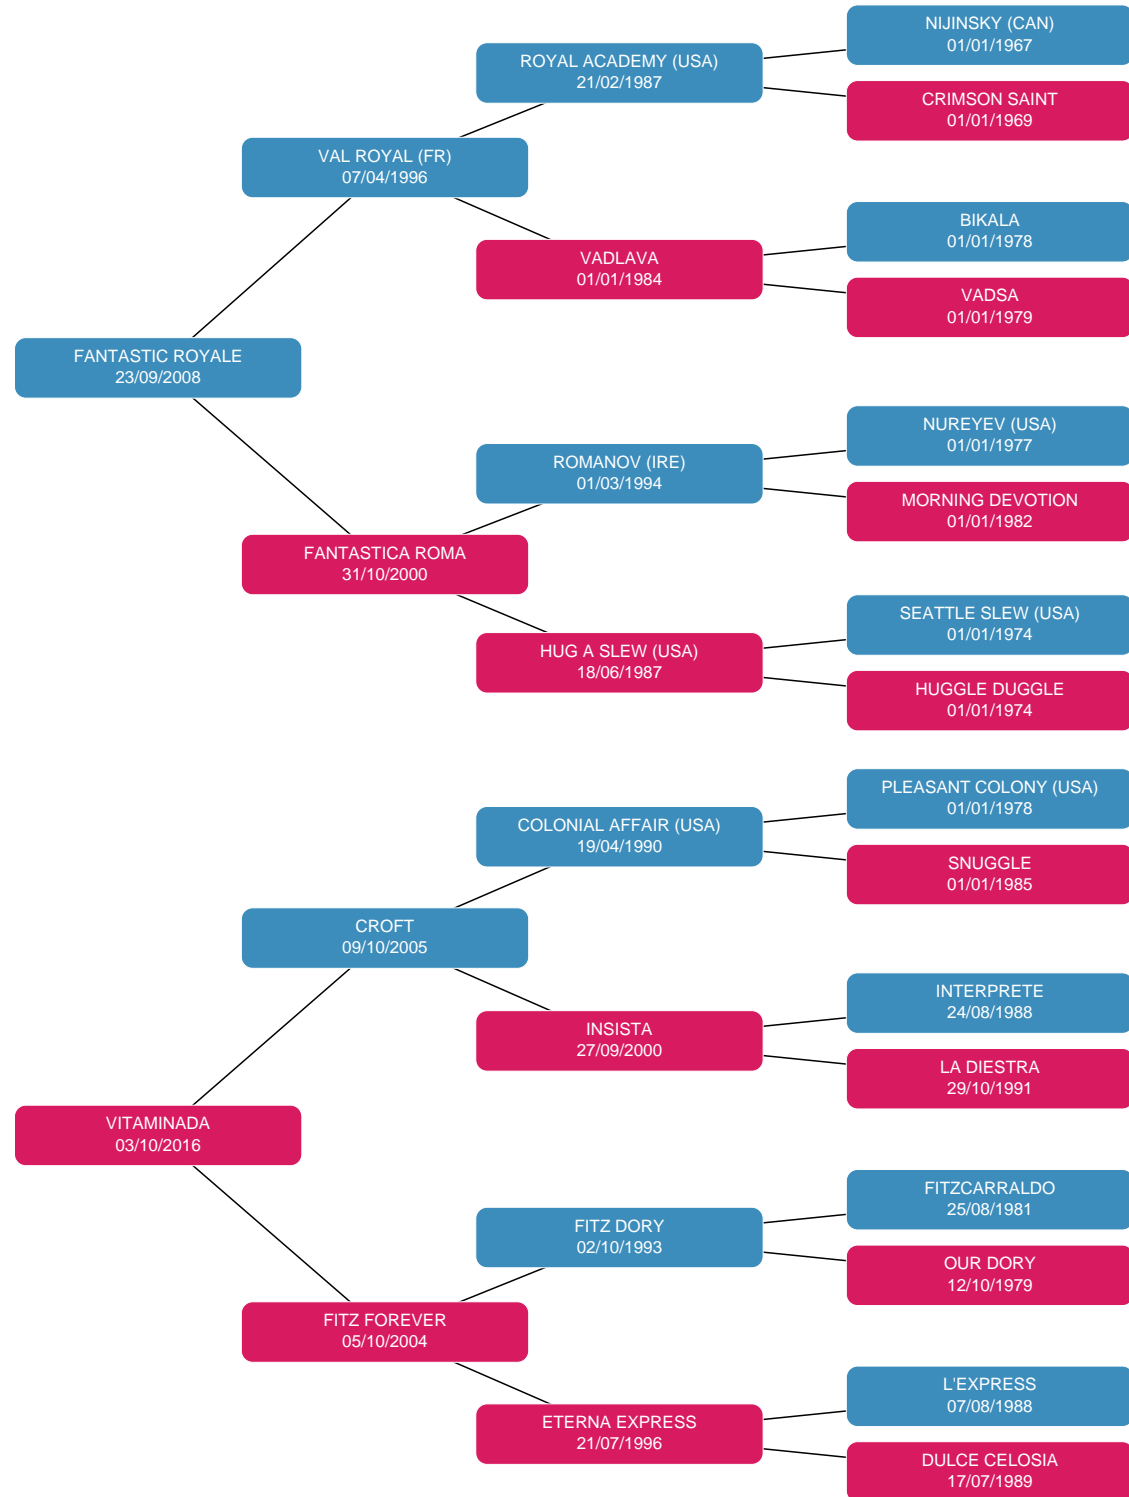 NIJINSKY (CAN)
01/01/1967
ROYAL ACADEMY (USA)
21/02/1987
CRIMSON SAINT
01/01/1969
VAL ROYAL (FR)
07/04/1996
BIKALA
01/01/1978
VADLAVA
01/01/1984
VADSA
01/01/1979
FANTASTIC ROYALE
23/09/2008
NUREYEV (USA)
01/01/1977
ROMANOV (IRE)
01/03/1994
MORNING DEVOTION
01/01/1982
FANTASTICA ROMA
31/10/2000
SEATTLE SLEW (USA)
01/01/1974
HUG A SLEW (USA)
18/06/1987
HUGGLE DUGGLE
01/01/1974
PLEASANT COLONY (USA)
01/01/1978
COLONIAL AFFAIR (USA)
19/04/1990
SNUGGLE
01/01/1985
CROFT
09/10/2005
INTERPRETE
24/08/1988
INSISTA
27/09/2000
LA DIESTRA
29/10/1991
VITAMINADA
03/10/2016
FITZCARRALDO
25/08/1981
FITZ DORY
02/10/1993
OUR DORY
12/10/1979
FITZ FOREVER
05/10/2004
L'EXPRESS
07/08/1988
ETERNA EXPRESS
21/07/1996
DULCE CELOSIA
17/07/1989